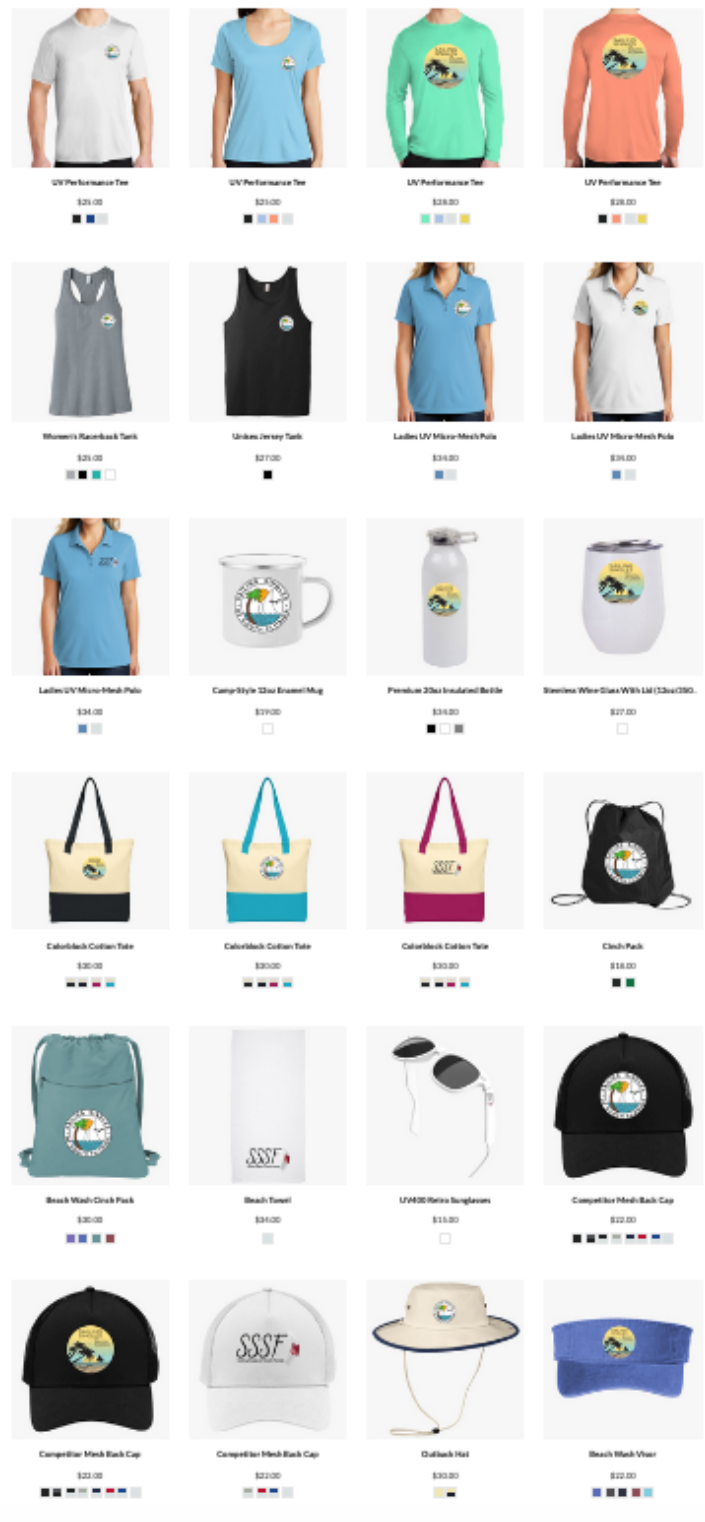 UV Performance Tee
$25.00
UV Performance Tee
$25.00
UV Performance Tee
$28.00
UV Performance Tee
$28.00
Women's Racerback Tank
$25.00
Unisex Jersey Tank
$27.00
Ladies UV Micro-Mesh Polo
$34.00
Ladies UV Micro-Mesh Polo
$34.00
SSSF
Ladies UV Micro-Mesh Polo
$34.00
Camp-Style 12oz Enamel Mug
$19.00
Premium 20oz Insulated Bottle
$34.00
SAILING
SINGLES
Stemless Wine Glass With Lid (12oz/350..
$27.00
Colorblock Cotton Tote
$30.00
Colorblock Cotton Tote
$30.00
SSSF
Colorblock Cotton Tote
$30.00
Cinch Pack
$18.00
Beach Wash Cinch Pack
$30.00
SSSF
Beach Towel
$34.00
UV400 Retro Sunglasses
$15.00
Competitor Mesh Back Cap
$22.00
Competitor Mesh Back Cap
$22.00
SSSF
Competitor Mesh Back Cap
$22.00
Outback Hat
$30.00
Beach Wash Visor
$22.00